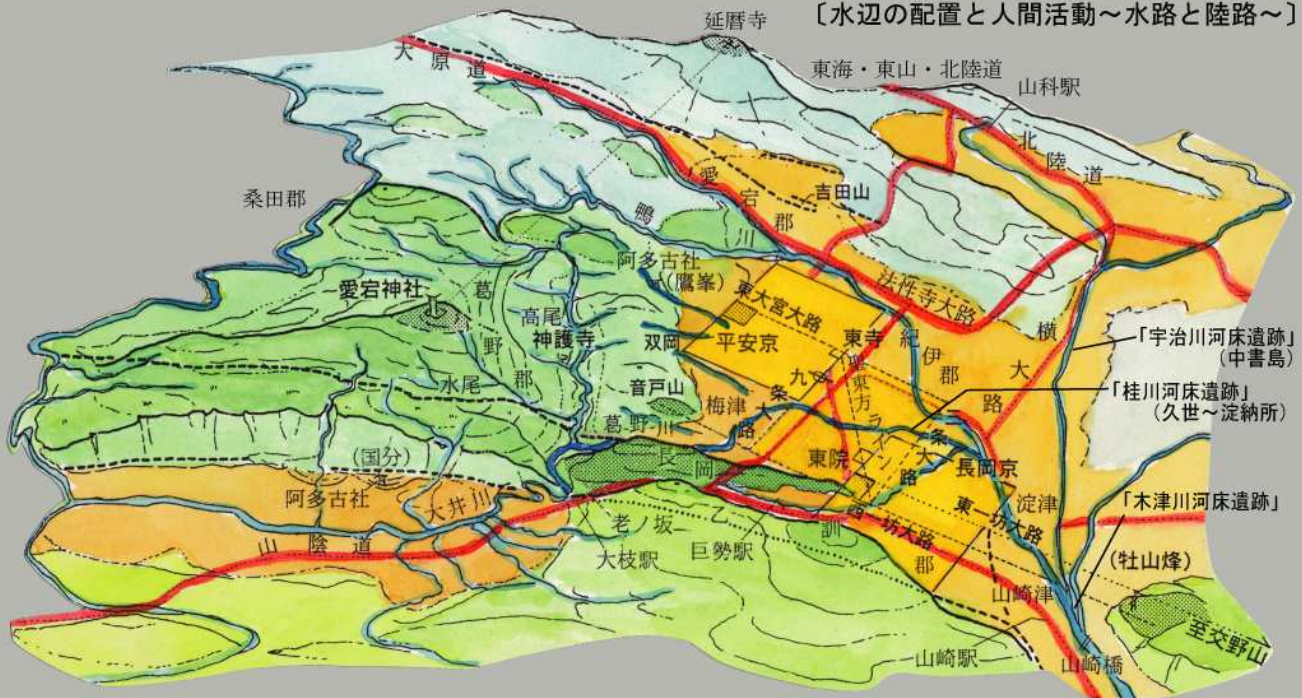 〔水辺の配置と人間活動～水路と陸路～〕
延暦寺
大原道
東海・東山・北陸道
山科駅
北陸道
桑田郡
愛宕郡
吉田山
鴨川
阿多古社
(鷹峯)
法性寺大路
愛宕神社
葛野郡
高尾
神護寺
東大宮大路
双岡
平安京
東寺
紀伊郡
横大路
「宇治川河床遺跡」
(中書島)
水尾
音戸山
九条大路
東方ライン
「桂川河床遺跡」
(久世～淀納所)
梅津
葛野川
長岡
(国分)
東院
一条大路
長岡京
阿多古社
大井川
淀津
「木津川河床遺跡」
老ノ坂
乙訓郡
西一坊大路
東一坊大路
山陰道
大枝駅
巨勢駅
(牡山烽)
山崎津
至交野山
山崎駅
山崎橋